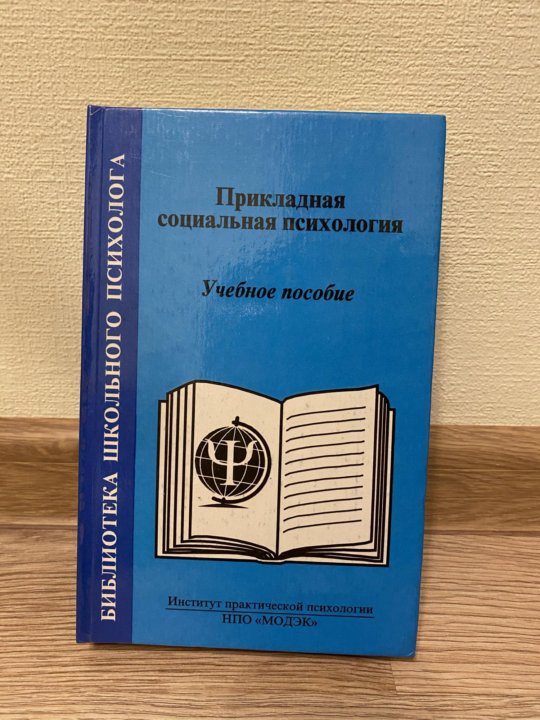 БИБЛИОТЕКА ШКОЛЬНОГО ПСИХОЛОГА
Прикладная
социальная психология
Учебное пособие
Ψ
Институт практической психологии
НПО «МОДЭК»